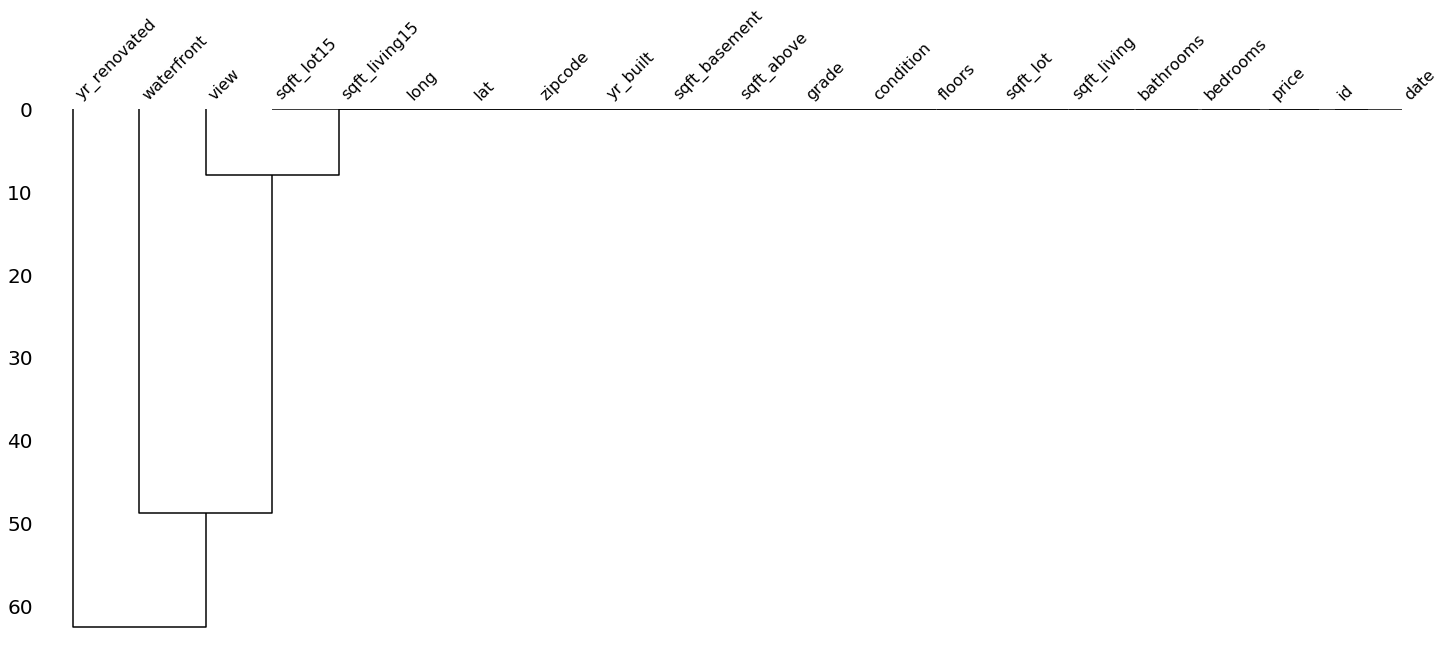 yr_renovated
waterfront
view
sqft_lot15
sqft_living15
long
lat
zipcode
yr_built
sqft_basement
sqft_above
grade
condition
floors
sqft_lot
sqft_living
bathrooms
bedrooms
price
id
date
0
10
20
30
40
50
60